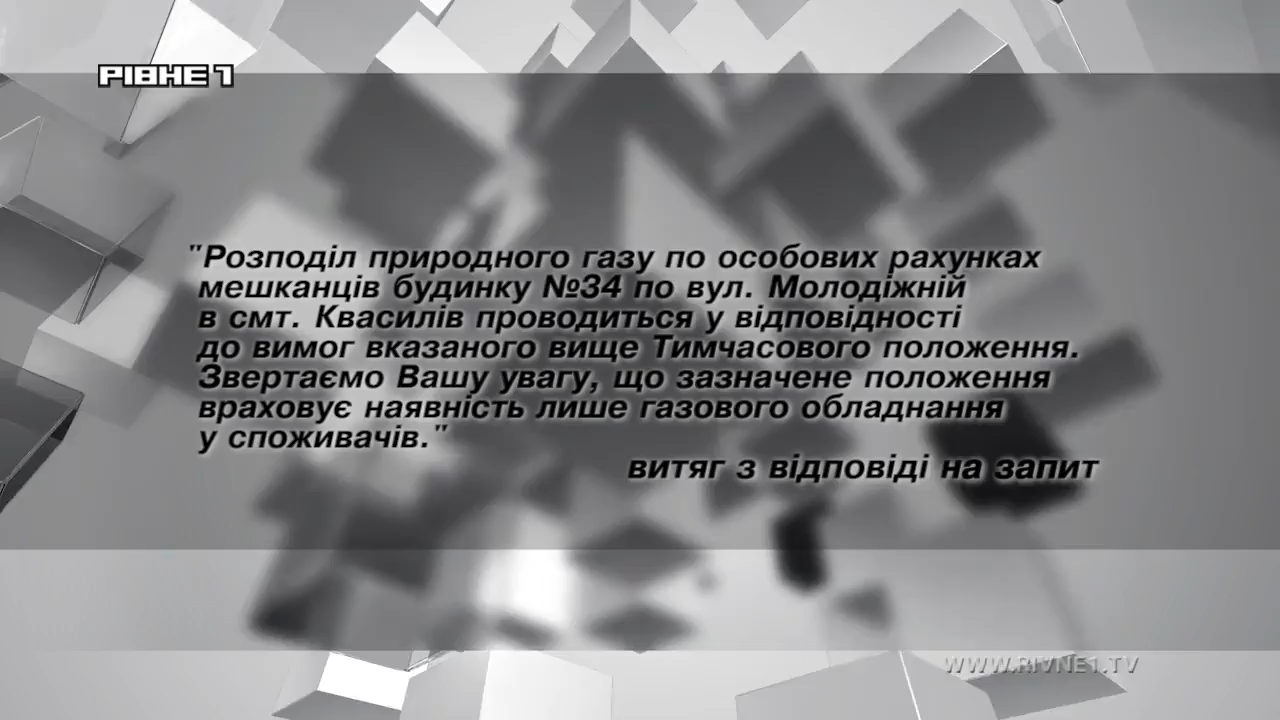 РІВНЕ 1
"Розподіл природного газу по особових рахунках
мешканців будинку №34 по вул. Молодіжній
в смт. Квасилів проводиться у відповідності
до вимог вказаного вище Тимчасового положення.
Звертаємо Вашу увагу, що зазначене положення
враховує наявність лише газового обладнання
у споживачів."
витяг з відповіді на запит
WWW.RIVNE1.TV